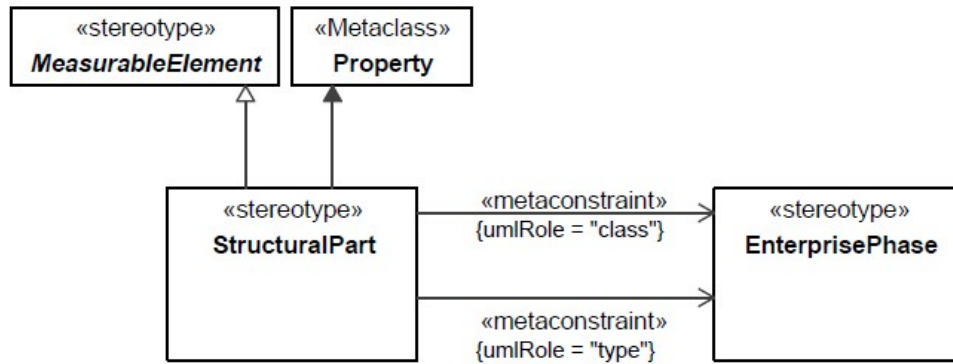 «stereotype»
MeasurableElement
«Metaclass»
Property
«stereotype»
StructuralPart
«metaconstraint»
{umlRole = "class"}
«metaconstraint»
{umlRole = "type"}
«stereotype»
EnterprisePhase